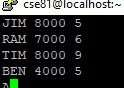 cse81@localhost:~
JIM 8000 5
RAM 7000 6
TIM 8000 9
BEN 4000 5